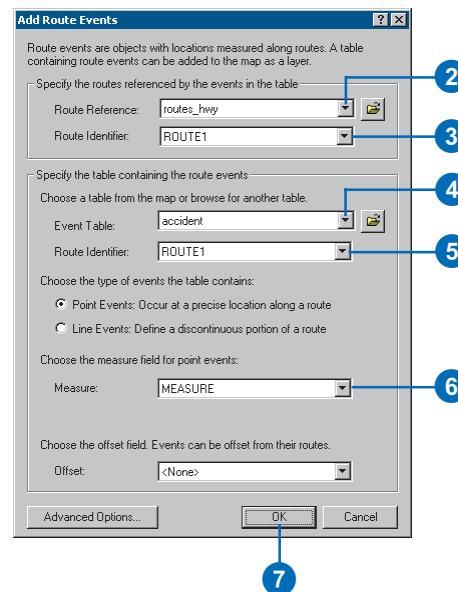 Add Route Events
Route events are objects with locations measured along routes. A table
containing route events can be added to the map as a layer.
Specify the routes referenced by the events in the table
Route Reference: routes_hwy
2
Route Identifier: ROUTE1
3
Specify the table containing the route events
Choose a table from the map or browse for another table.
4
Event Table: accident
Route Identifier: ROUTE1
5
Choose the type of events the table contains:
Point Events: Occur at a precise location along a route
Line Events: Define a discontinuous portion of a route
Choose the measure field for point events:
Measure: MEASURE
6
Choose the offset field. Events can be offset from their routes.
Offset: <None>
Advanced Options... OK Cancel
7